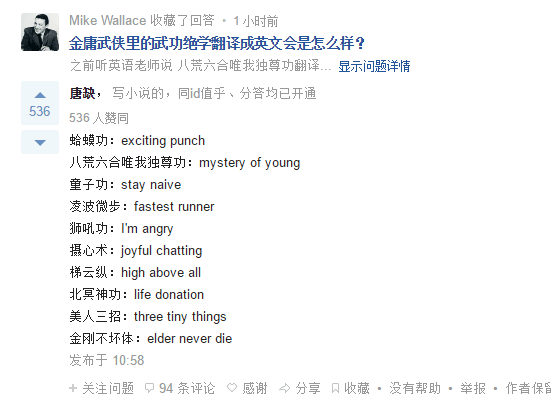 Mike Wallace 收藏了回答 • 1 小时前
金庸武侠里的武功绝学翻译成英文会是怎么样？
之前听英语老师说 八荒六合唯我独尊功翻译... 显示问题详情
536
唐缺，写小说的，同id值乎、分答均已开通
536 人赞同
蛤蟆功：exciting punch
八荒六合唯我独尊功：mystery of young
童子功：stay naive
凌波微步：fastest runner
狮吼功：I'm angry
摄心术：joyful chatting
梯云纵：high above all
北冥神功：life donation
美人三招：three tiny things
金刚不坏体：elder never die
发布于 10:58
关注问题 94 条评论 感谢 分享 收藏 • 没有帮助 • 举报 • 作者保留